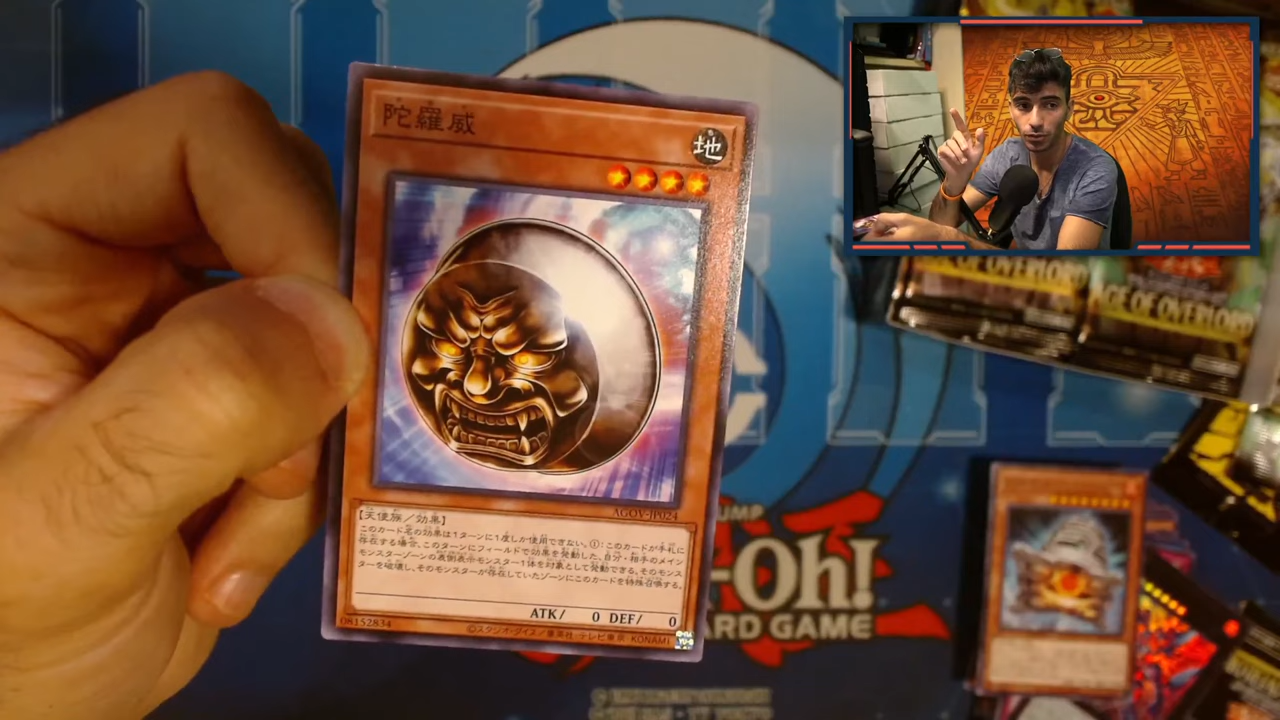 陀羅威
地
AGOV-JP024
【天使族/効果】
このカード名の効果は1ターンに1度しか使用できない。①:このカードが手札に
存在する場合、このターンにフィールドで効果を発動した、自分・相手のメイン
モンスターゾーンの表側表示モンスター1体を対象として発動できる。そのモンス
ターを破壊し、そのモンスターが存在していたゾーンにこのカードを特殊召喚する。
ATK/ 0 DEF/ 0
08152834
©スタジオ・ダイス/集英社・テレビ東京・KONAMI
AGE OF OVERLORD
AGE OF OVERLORD
UMP
-Oh!
ARD GAME